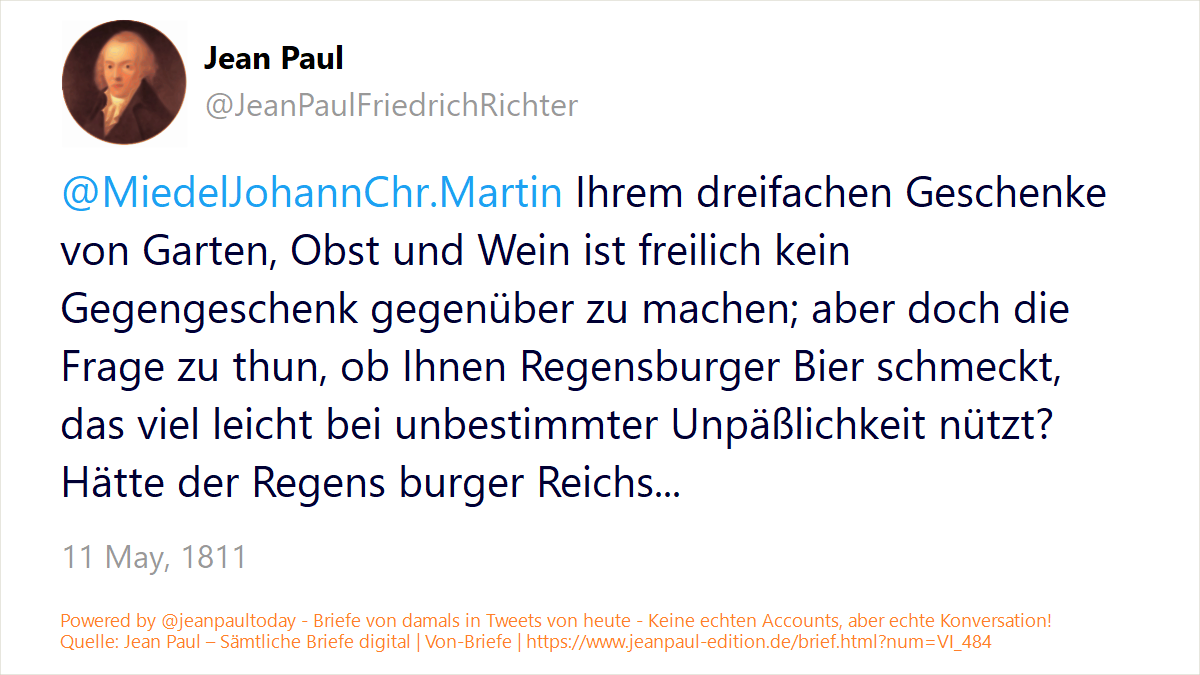 Jean Paul
@JeanPaulFriedrichRichter
@MiedelJohannChr.Martin Ihrem dreifachen Geschenke
von Garten, Obst und Wein ist freilich kein
Gegengeschenk gegenüber zu machen; aber doch die
Frage zu thun, ob Ihnen Regensburger Bier schmeckt,
das viel leicht bei unbestimmter Unpäßlichkeit nützt?
Hätte der Regens burger Reichs...
11 May, 1811
Powered by @jeanpaultoday - Briefe von damals in Tweets von heute - Keine echten Accounts, aber echte Konversation!
Quelle: Jean Paul – Sämtliche Briefe digital | Von-Briefe | https://www.jeanpaul-edition.de/brief.html?num=VI_484